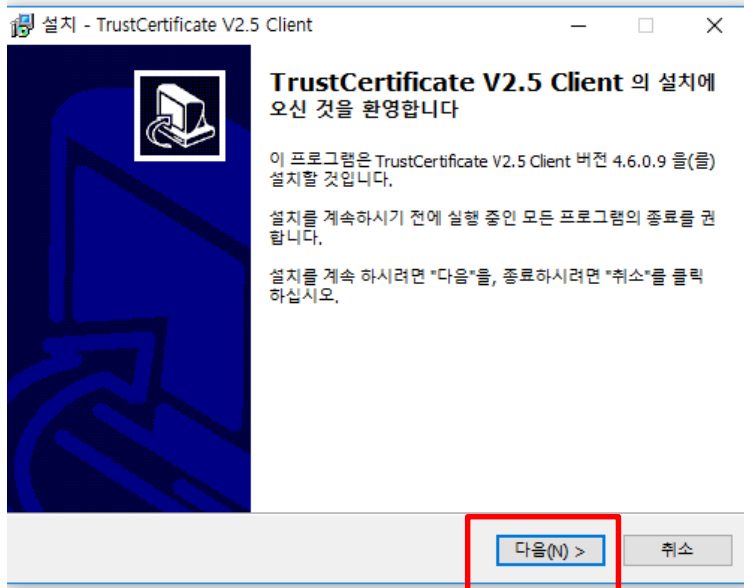 설치 - TrustCertificate V2.5 Client
TrustCertificate V2.5 Client 의 설치에
오신 것을 환영합니다
이 프로그램은 TrustCertificate V2.5 Client 버전 4.6.0.9 을(를)
설치할 것입니다.
설치를 계속하시기 전에 실행 중인 모든 프로그램의 종료를 권
합니다.
설치를 계속 하시려면 "다음"을, 종료하시려면 "취소"를 클릭
하십시오.
다음(N) >
취소